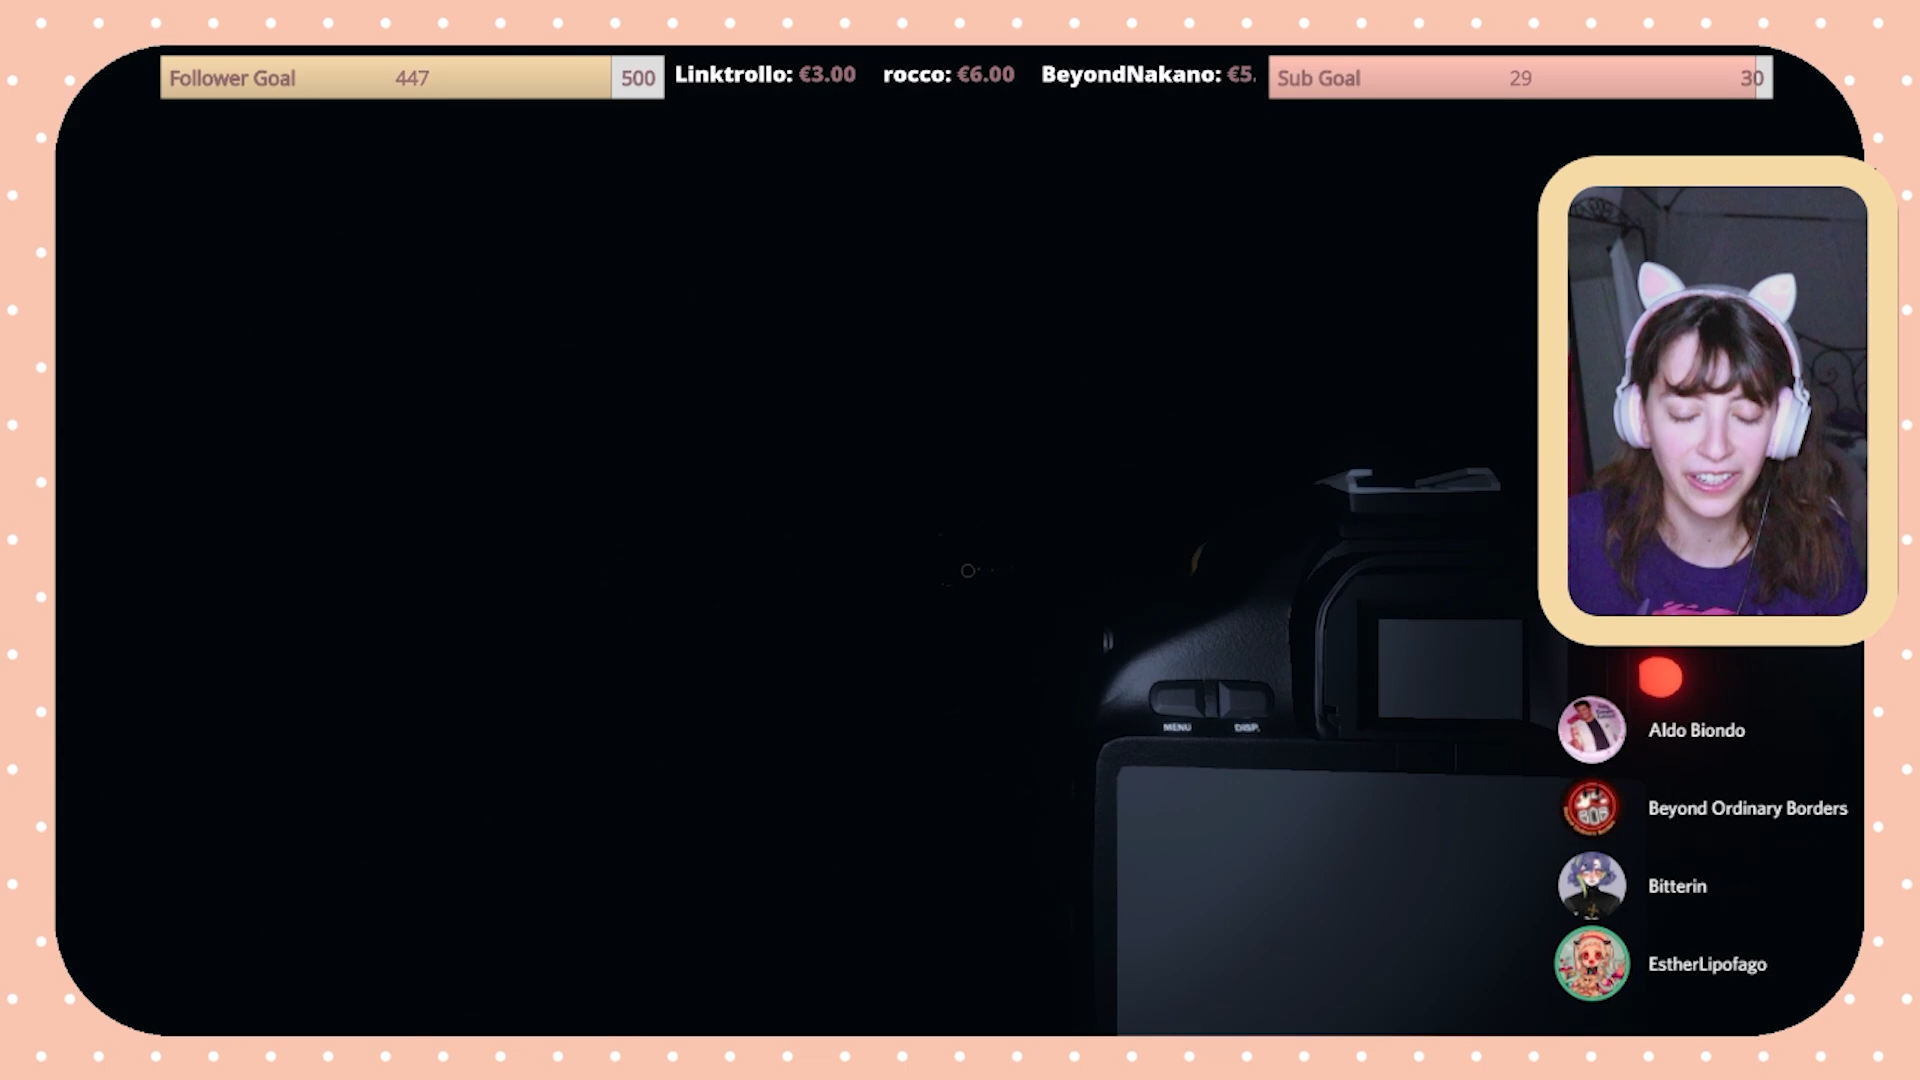 Follower Goal 447 500 Linktrollo: €3.00 rocco: €6.00 BeyondNakano: €5. Sub Goal 29 30
MENU DISP.
Aldo Biondo
Beyond Ordinary Borders
BOB
Bitterin
EstherLipofago